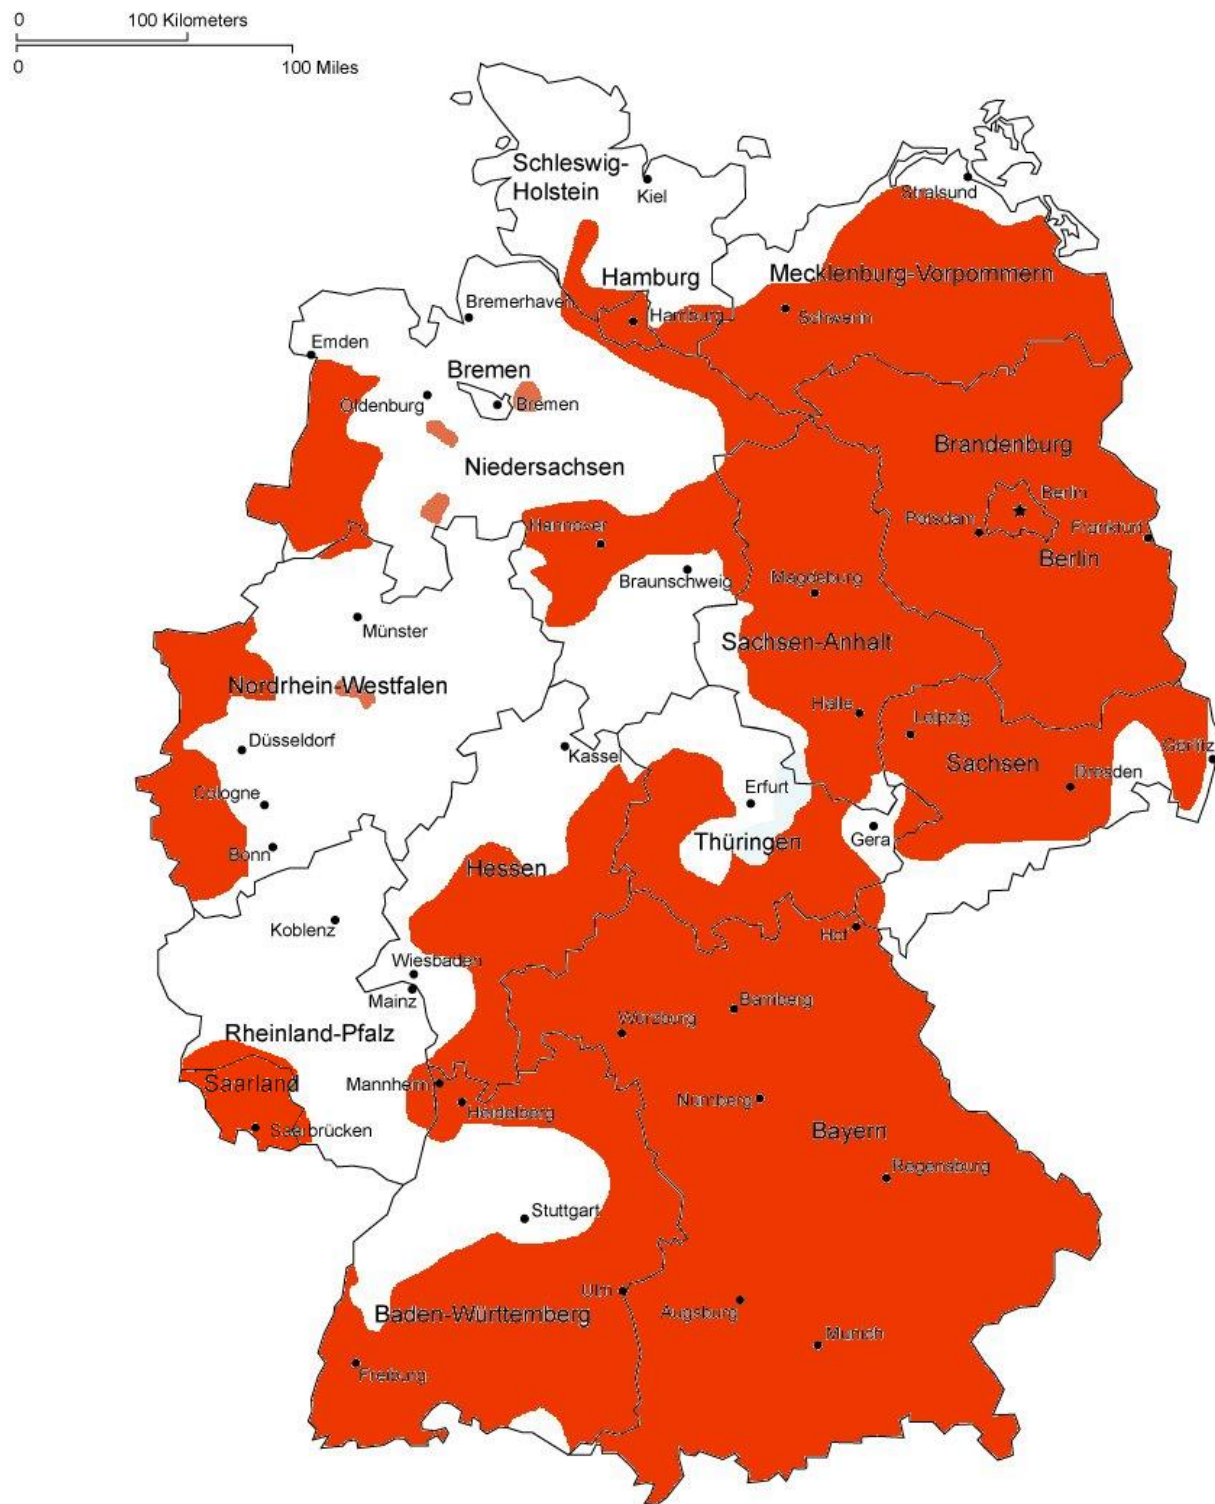 0 100 Kilometers
0 100 Miles
Schleswig-
Holstein
Kiel
Stralsund
Hamburg
Mecklenburg-Vorpommern
Bremerhaven
Hamburg
Schwerin
Emden
Bremen
Oldenburg
Bremen
Brandenburg
Niedersachsen
Berlin
Hannover
Potsdam
Frankfurt
Berlin
Braunschweig
Magdeburg
Münster
Sachsen-Anhalt
Nordrhein-Westfalen
Halle
Leipzig
Düsseldorf
Kassel
Görlitz
Sachsen
Dresden
Cologne
Erfurt
Bonn
Thüringen
Gera
Hessen
Koblenz
Hof
Wiesbaden
Mainz
Bamberg
Würzburg
Rheinland-Pfalz
Saarland
Mannheim
Heidelberg
Nürnberg
Saarbrücken
Bayern
Regensburg
Stuttgart
Ulm
Baden-Württemberg
Augsburg
Munich
Freiburg